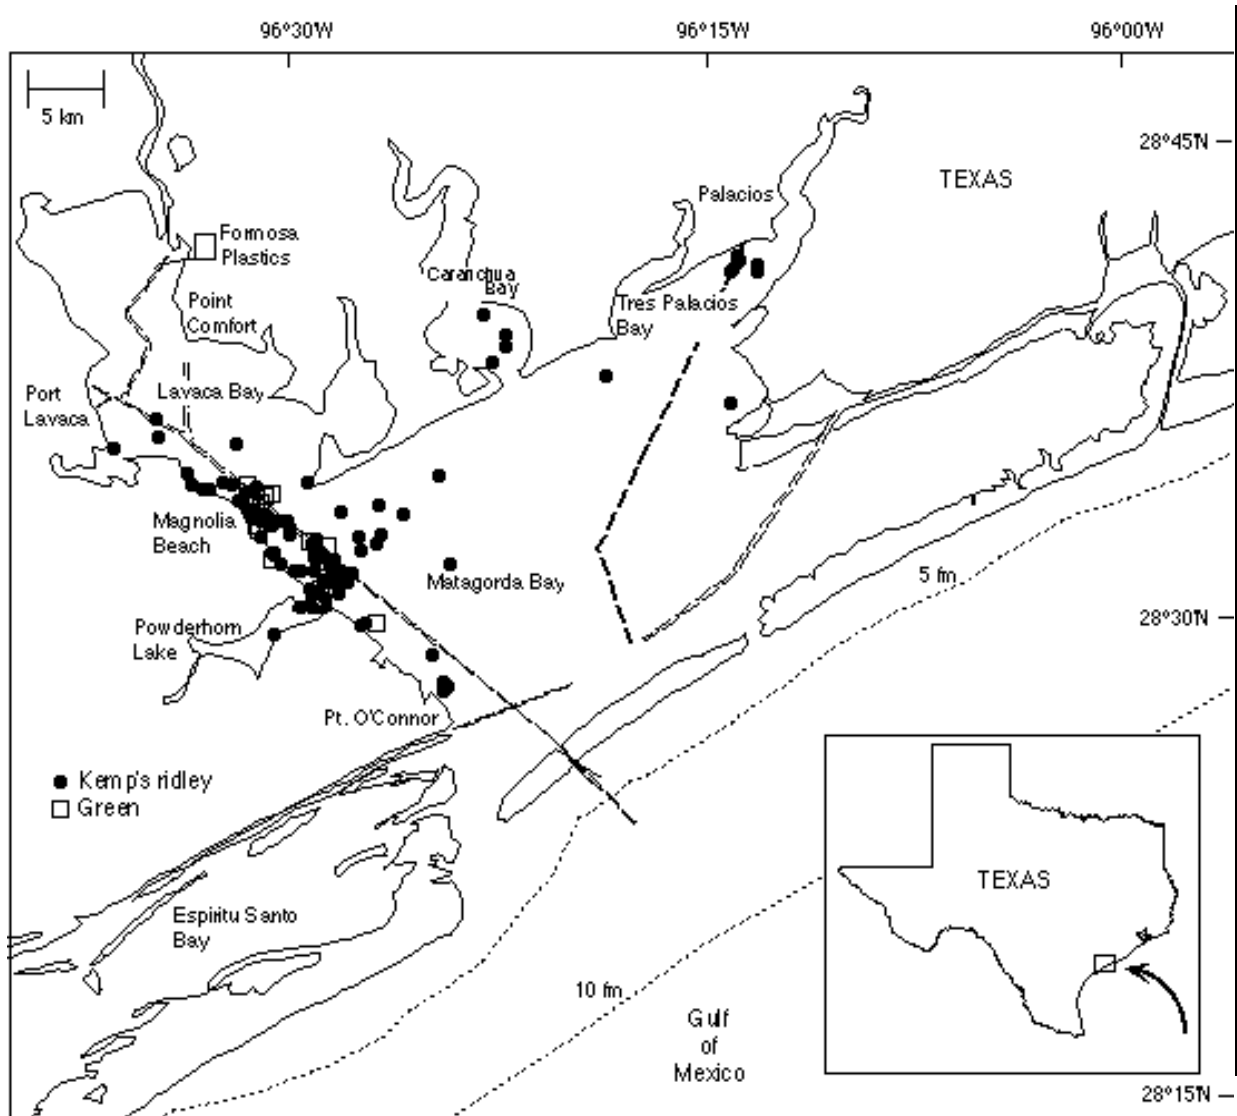 96°30'W
96°15'W
96°00'W
5 km
28°45'N
TEXAS
Palacios
Formosa
Plastics
Caranchua
Bay
Point
Comfort
Tres Palacios
Bay
Lavaca Bay
Port
Lavaca
Magnolia
Beach
Matagorda Bay
5 fm
28°30'N
Powderhorn
Lake
Pt. O'Connor
Kemp's ridley
Green
TEXAS
Espiritu Santo
Bay
10 fm
Gulf
of
Mexico
28°15'N